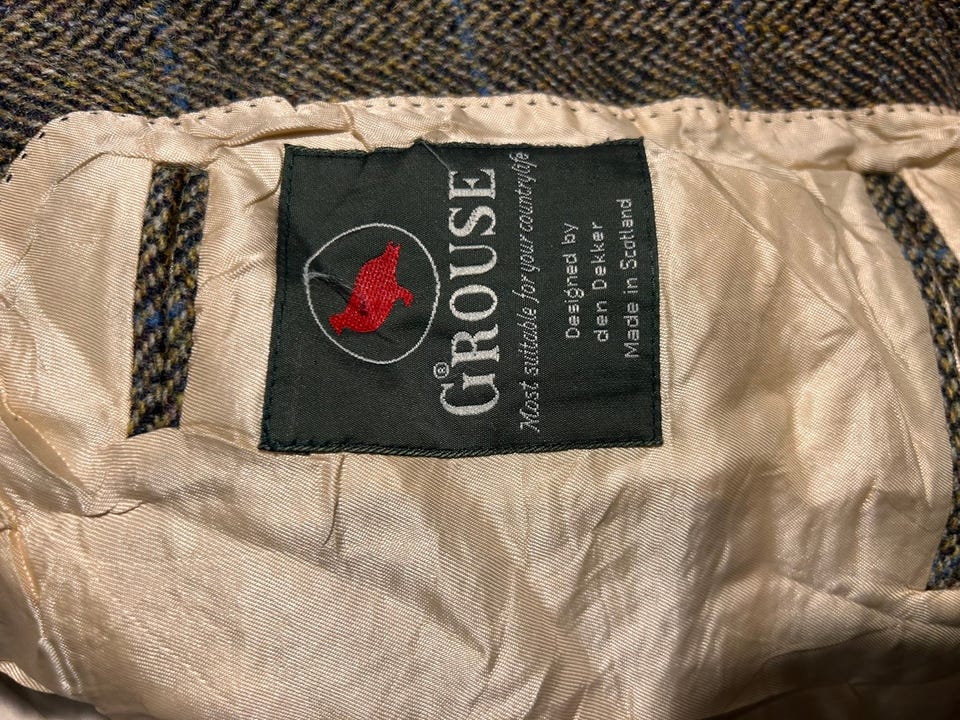 GROUSE®
Most suitable for your countrylife
Designed by
den Dekker
Made in Scotland